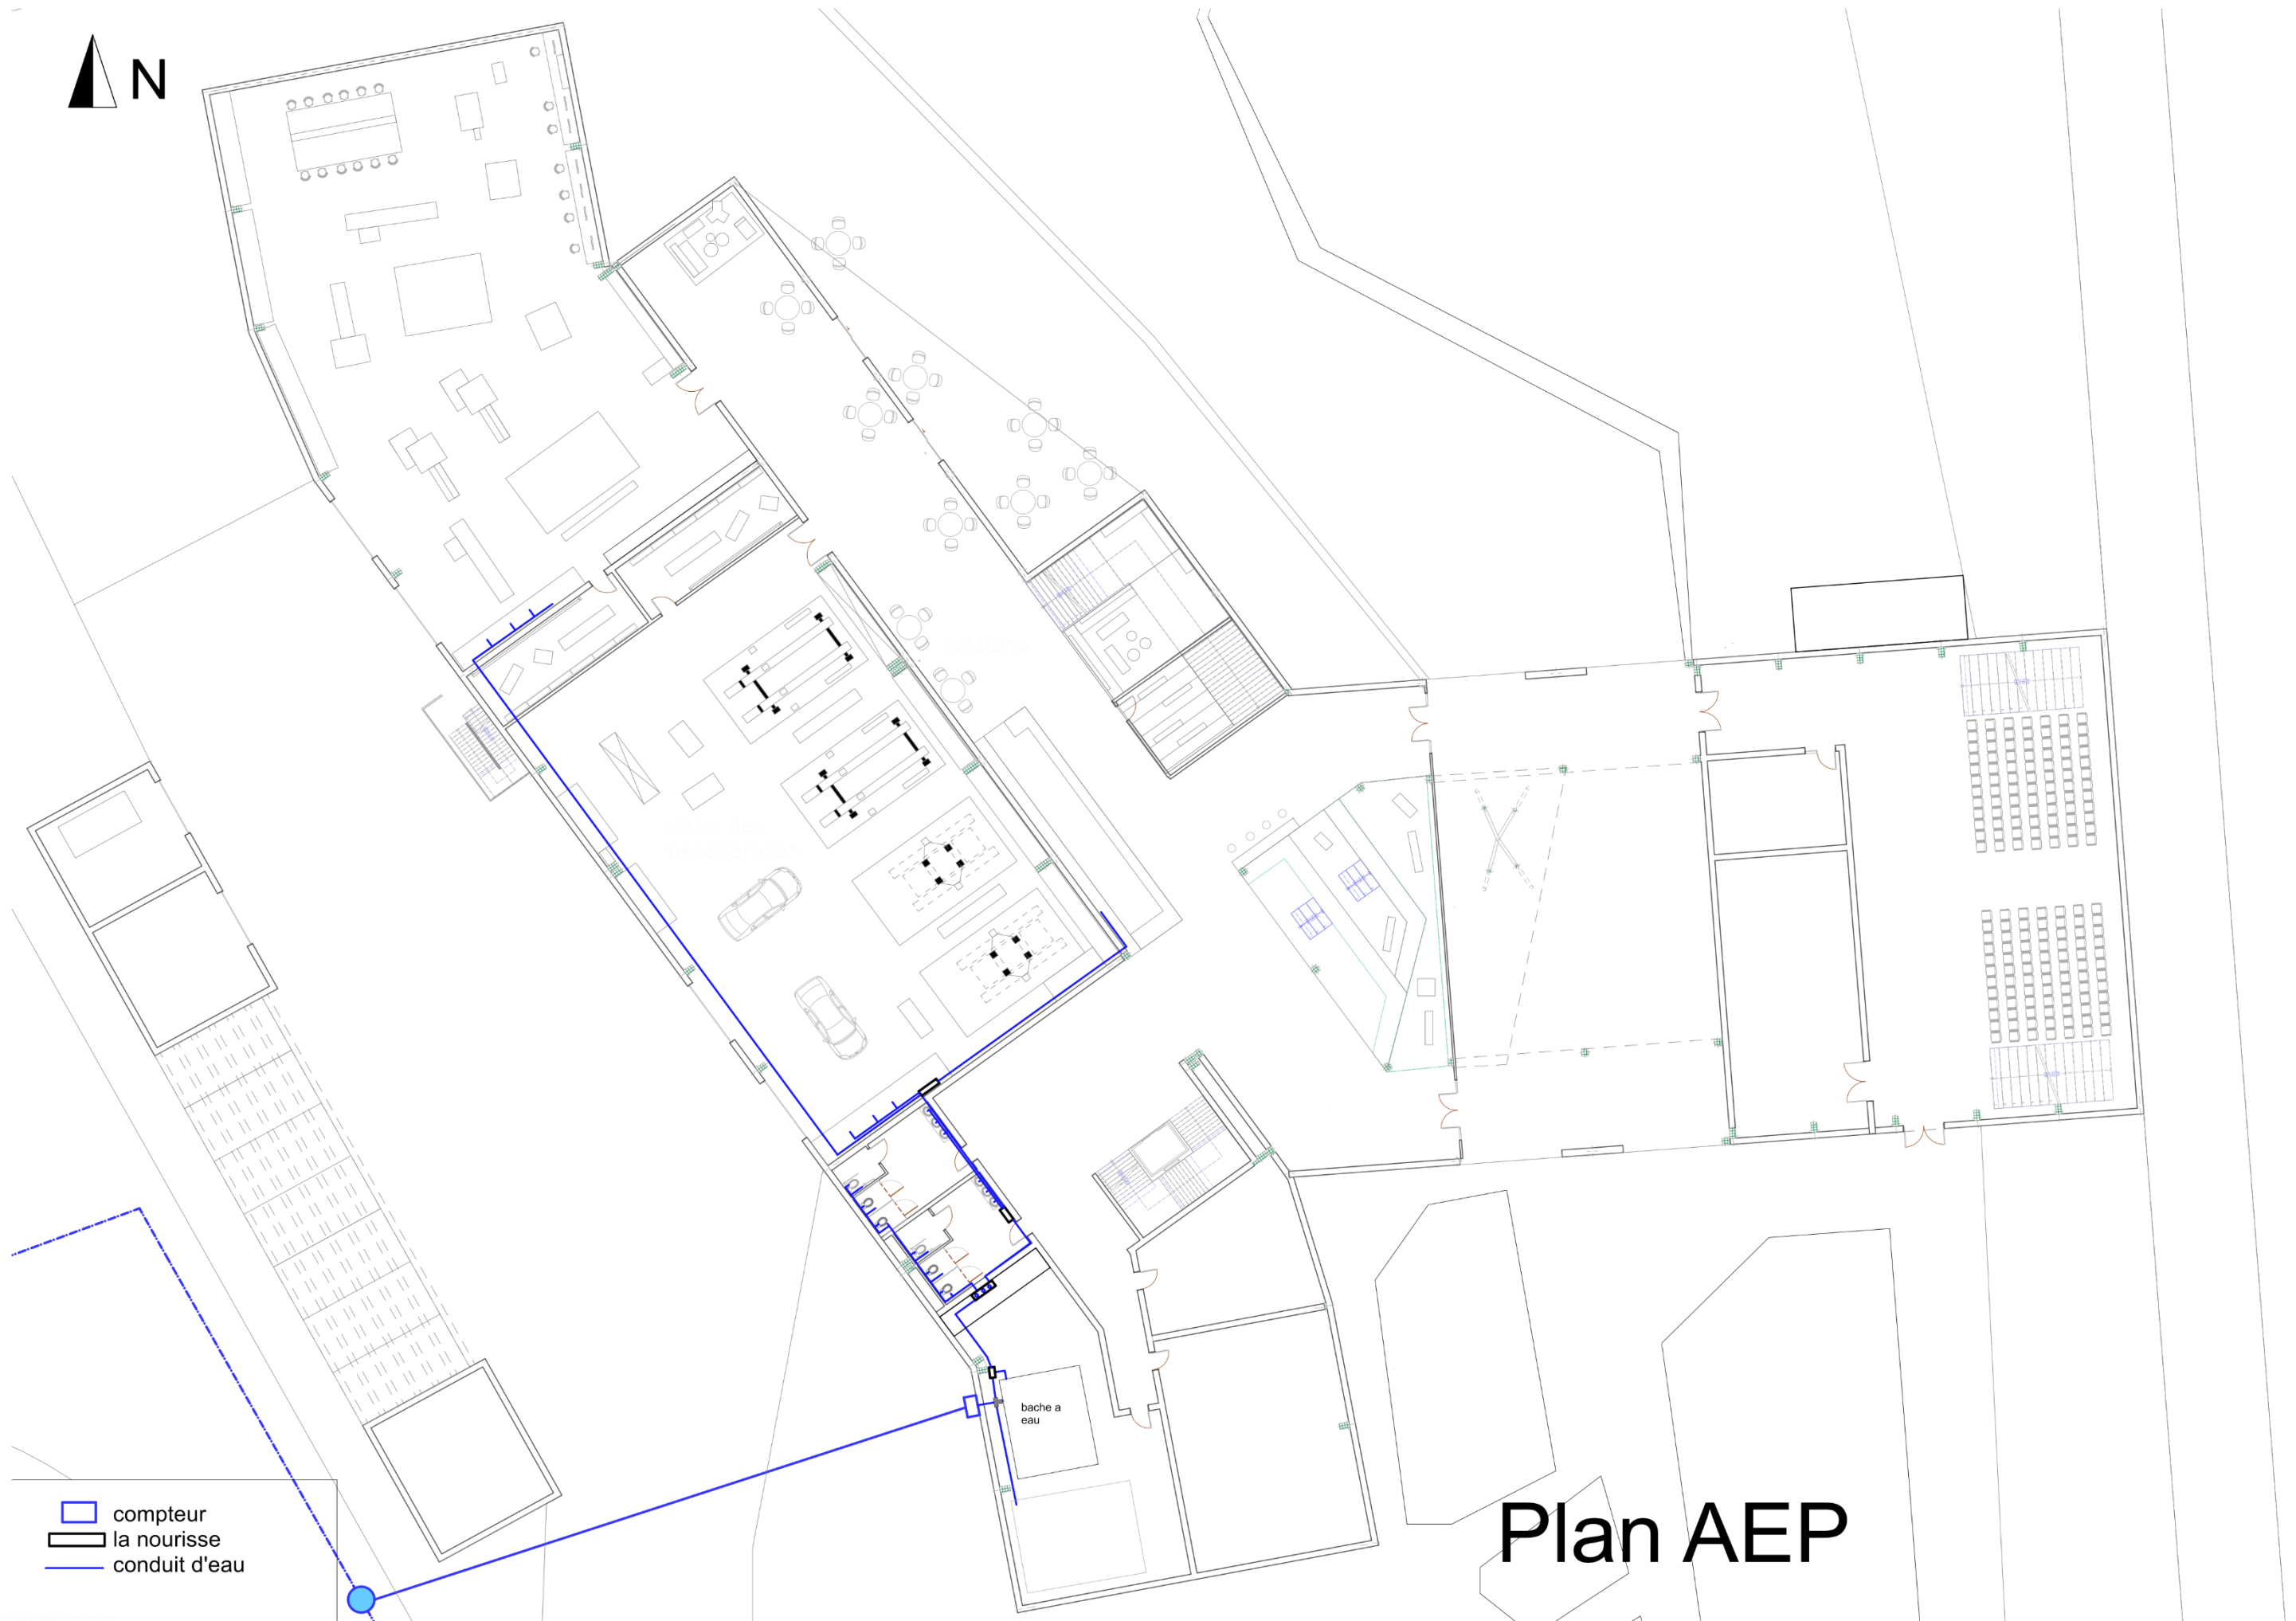 N
bache a
eau
compteur
la nourisse
conduit d'eau
Plan AEP